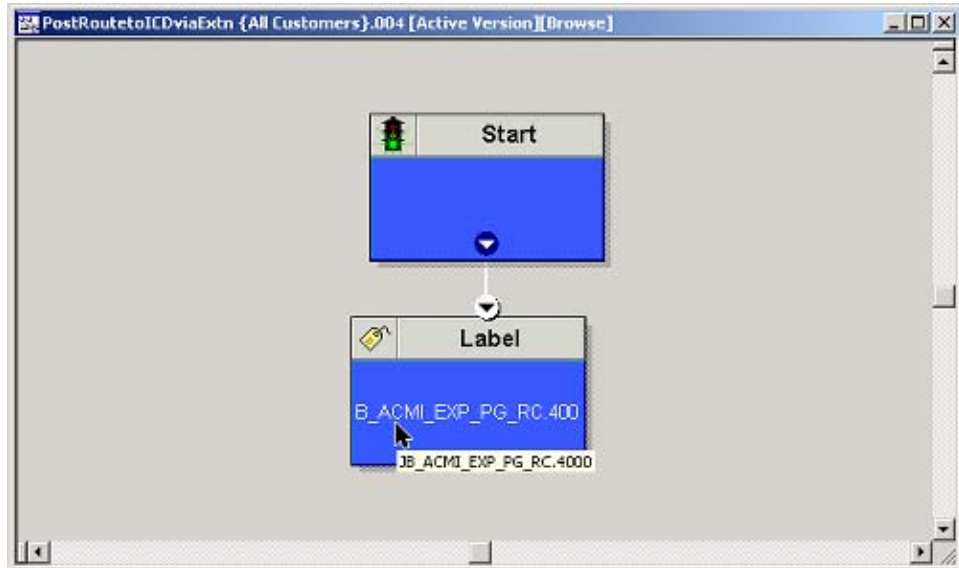 PostRoutetoICDviaExtn {All Customers}.004 [Active Version][Browse]
Start
Label
B_ACMI_EXP_PG_RC.400
JB_ACMI_EXP_PG_RC.4000